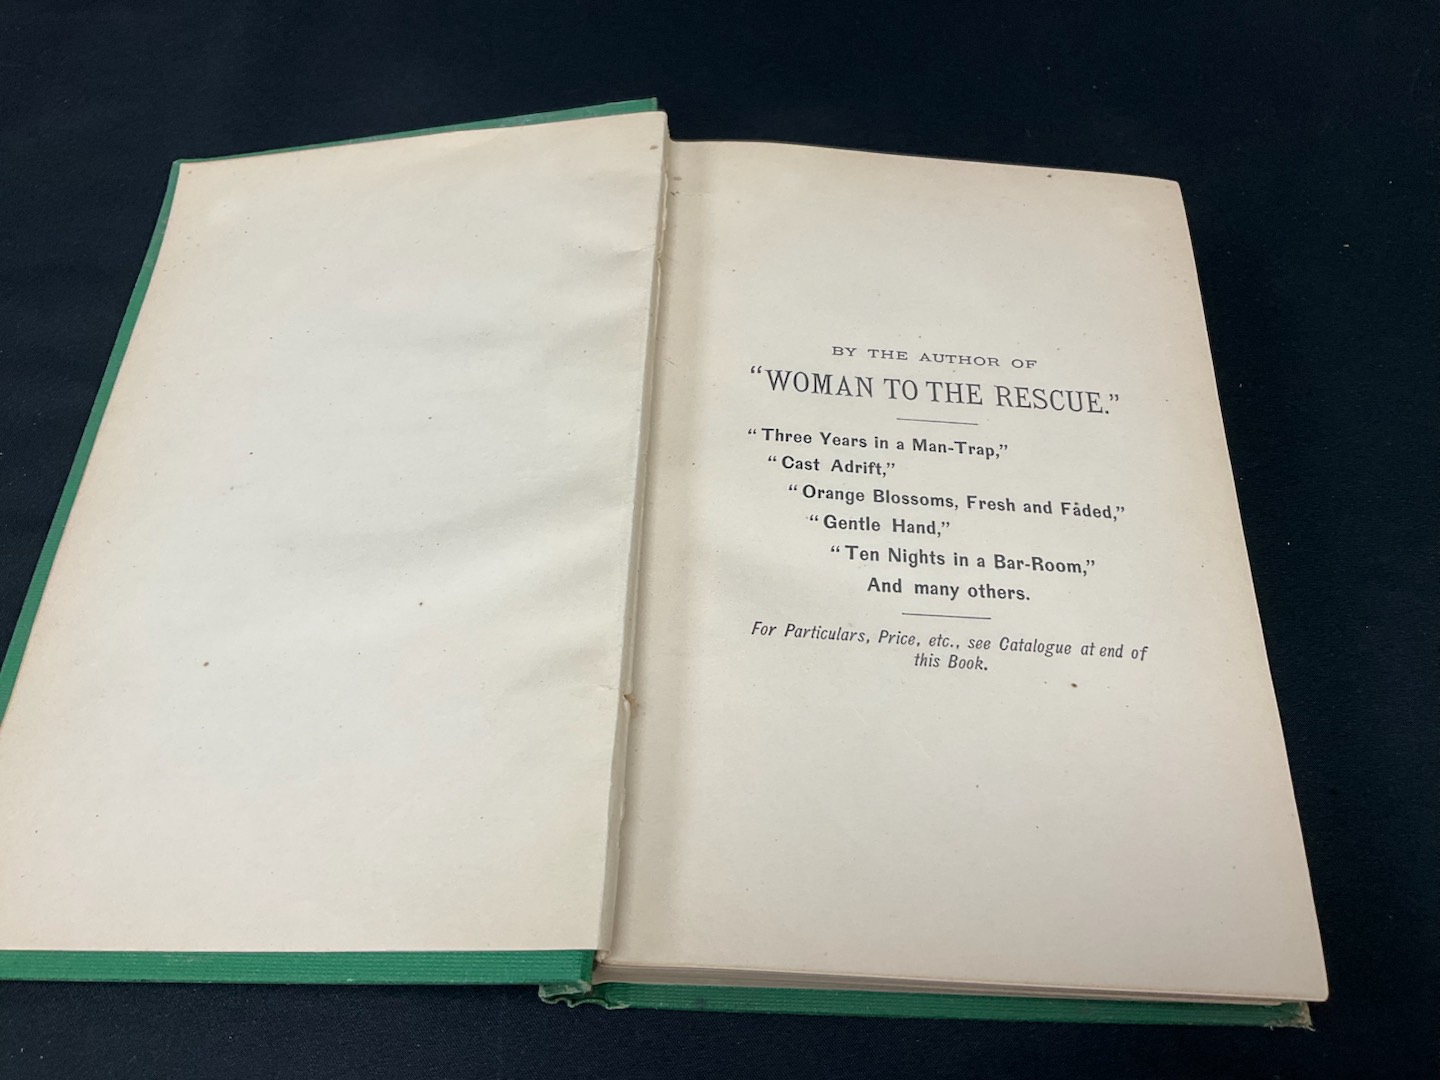 BY THE AUTHOR OF
“WOMAN TO THE RESCUE.”
“Three Years in a Man-Trap,”
“Cast Adrift,”
“Orange Blossoms, Fresh and Faded,”
“Gentle Hand,”
“Ten Nights in a Bar-Room,”
And many others.
For Particulars, Price, etc., see Catalogue at end of
this Book.